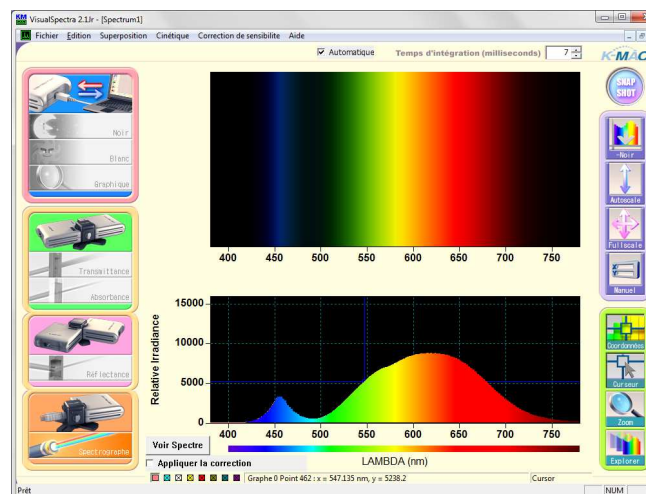 KM VisualSpectra 2.1Jr - [Spectrum1]
Fichier Edition Superposition Cinétique Correction de sensibilite Aide
Automatique Temps d'intégration (milliseconds) 7
K-MAC
SNAP
SHOT
Noir
Blanc
Graphique
-Noir
Autoscale
Fullscale
Manuel
400 450 500 550 600 650 700 750
Transmittance
Absorbance
Réflectance
Spectrographe
Relative Irradiance
15000
10000
5000
0
400 450 500 550 600 650 700 750
Coordonnées
Curseur
Zoom
Explorer
Voir Spectre
Appliquer la correction
LAMBDA (nm)
Graphe 0 Point 462 : x = 547.135 nm, y = 5238.2 Cursor
Prêt NUM